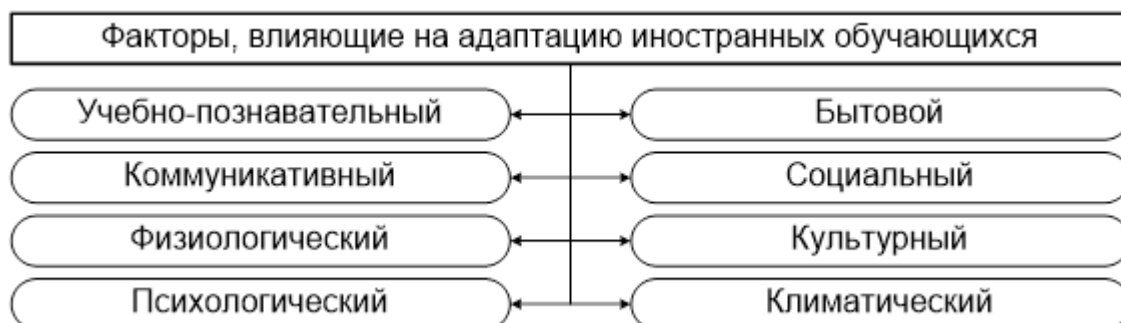 Факторы, влияющие на адаптацию иностранных обучающихся
Учебно-познавательный
Бытовой
Коммуникативный
Социальный
Физиологический
Культурный
Психологический
Климатический